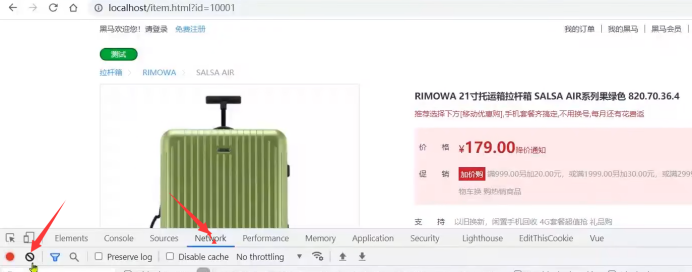 localhost/item.html?id=10001
黑马欢迎您！请登录 免费注册 我的订单 | 我的黑马 | 黑马会员 |
测试
拉杆箱 RIMOWA SALSA AIR
RIMOWA 21寸托运箱拉杆箱 SALSA AIR系列果绿色 820.70.36.4
推荐选择下方[移动优惠购],手机套餐齐搞定,不用换号,每月还有花费返
价 格 ¥179.00 降价通知
促 销 加价购 满999.00另加20.00元，或满1999.00另加30.00元，或满299
物车换 购热销商品
支 持 以旧换新，闲置手机回收 4G套餐超值抢 礼品购
Elements Console Sources Network Performance Memory Application Security Lighthouse EditThisCookie Vue
Preserve log Disable cache No throttling